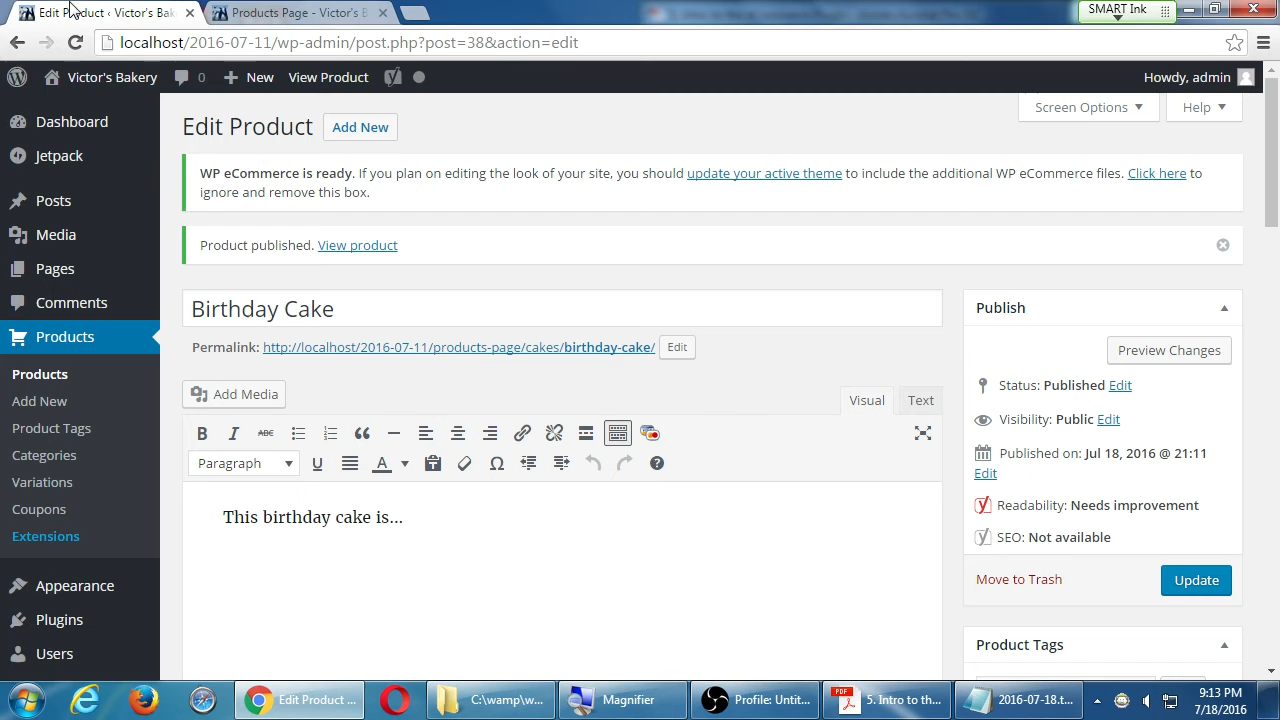 Edit Product ‹ Victor's Bak
Products Page - Victor's B
SMART Ink
localhost/2016-07-11/wp-admin/post.php?post=38&action=edit
Victor's Bakery
0
New
View Product
Howdy, admin
Screen Options
Help
Dashboard
Jetpack
Posts
Media
Pages
Comments
Products
Products
Add New
Product Tags
Categories
Variations
Coupons
Extensions
Appearance
Plugins
Users
Edit Product
Add New
WP eCommerce is ready. If you plan on editing the look of your site, you should update your active theme to include the additional WP eCommerce files. Click here to
ignore and remove this box.
Product published. View product
Birthday Cake
Permalink: http://localhost/2016-07-11/products-page/cakes/birthday-cake/
Edit
Add Media
Visual
Text
B
I
ABC
Paragraph
U
A
This birthday cake is...
Publish
Preview Changes
Status: Published Edit
Visibility: Public Edit
Published on: Jul 18, 2016 @ 21:11
Edit
Readability: Needs improvement
SEO: Not available
Move to Trash
Update
Product Tags
Edit Product ...
C:\wamp\w...
Magnifier
Profile: Untit...
PDF
5. Intro to th...
2016-07-18.t...
9:13 PM
7/18/2016